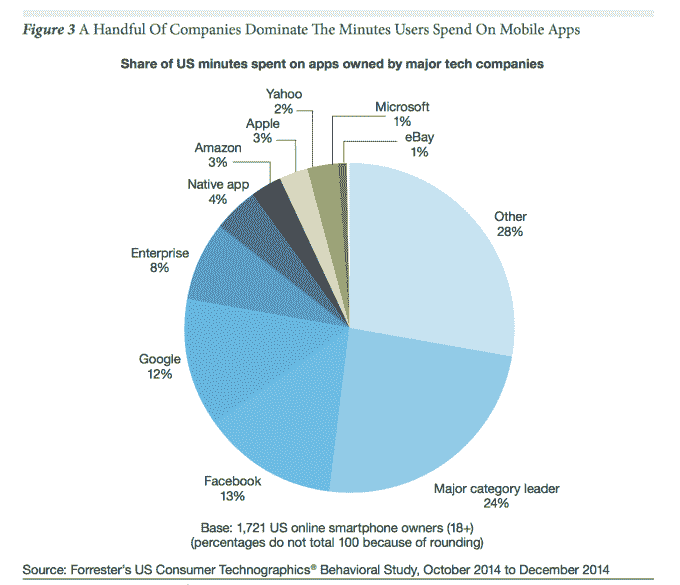 Figure 3 A Handful Of Companies Dominate The Minutes Users Spend On Mobile Apps
Share of US minutes spent on apps owned by major tech companies
Yahoo
2%
Microsoft
1%
Apple
3%
eBay
1%
Amazon
3%
Native app
4%
Other
28%
Enterprise
8%
Google
12%
Facebook
13%
Major category leader
24%
Base: 1,721 US online smartphone owners (18+)
(percentages do not total 100 because of rounding)
Source: Forrester's US Consumer Technographics® Behavioral Study, October 2014 to December 2014